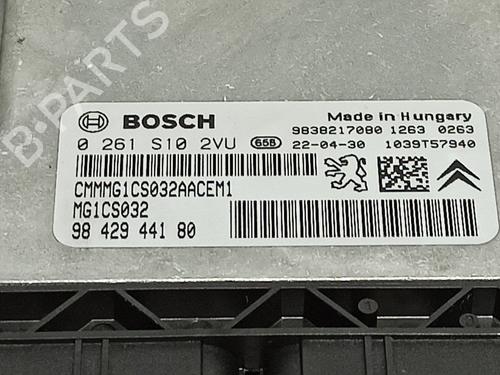 BOSCH
Made in Hungary
9838217080 1263 0263
0 261 S10 2VU 65B 22-04-30 1039T57940
CMMMG1CS032AACEM1
MG1CS032
98 429 441 80
B-PARTS